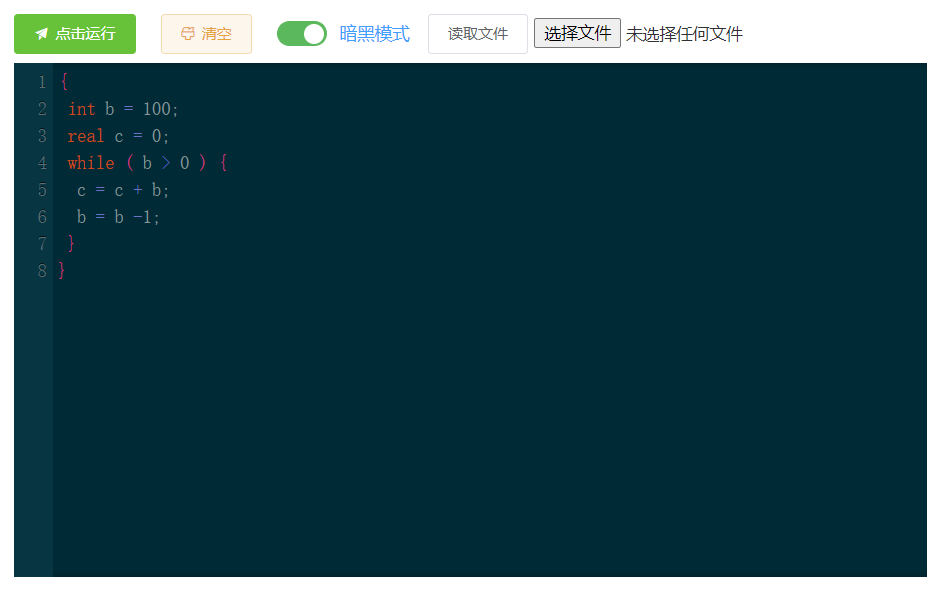 点击运行 清空 暗黑模式 读取文件 选择文件 未选择任何文件
1 {
2 int b = 100;
3 real c = 0;
4 while ( b > 0 ) {
5 c = c + b;
6 b = b -1;
7 }
8 }